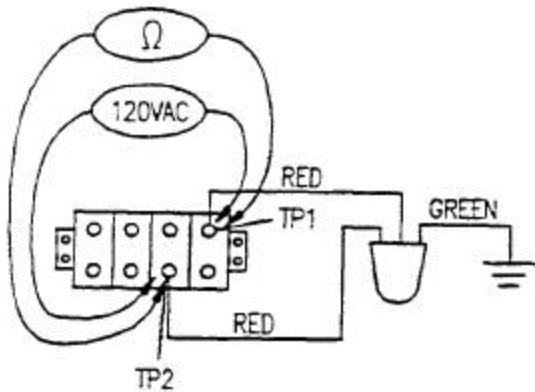 Ω
120VAC
RED
TP1
GREEN
RED
TP2